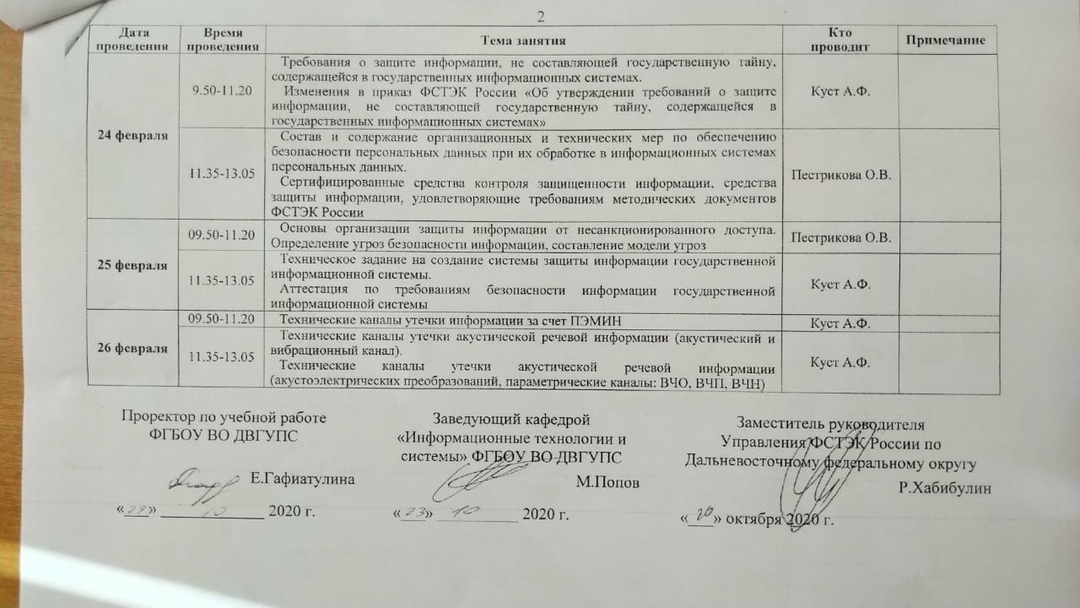 2
Дата проведения
Время проведения
Тема занятия
Кто проводит
Примечание
24 февраля
9.50-11.20
Требования о защите информации, не составляющей государственную тайну,
содержащейся в государственных информационных системах.
Изменения в приказ ФСТЭК России «Об утверждении требований о защите
информации, не составляющей государственную тайну, содержащейся в
государственных информационных системах»
Куст А.Ф.
11.35-13.05
Состав и содержание организационных и технических мер по обеспечению
безопасности персональных данных при их обработке в информационных системах
персональных данных.
Сертифицированные средства контроля защищенности информации, средства
защиты информации, удовлетворяющие требованиям методических документов
ФСТЭК России
Пестрикова О.В.
25 февраля
09.50-11.20
Основы организации защиты информации от несанкционированного доступа.
Определение угроз безопасности информации, составление модели угроз
Пестрикова О.В.
11.35-13.05
Техническое задание на создание системы защиты информации государственной
информационной системы.
Аттестация по требованиям безопасности информации государственной
информационной системы
Куст А.Ф.
26 февраля
09.50-11.20
Технические каналы утечки информации за счет ПЭМИН
Куст А.Ф.
11.35-13.05
Технические каналы утечки акустической речевой информации (акустический и
вибрационный канал).
Технические каналы утечки акустической речевой информации
(акустоэлектрических преобразований, параметрические каналы: ВЧО, ВЧП, ВЧН)
Куст А.Ф.
Проректор по учебной работе
ФГБОУ ВО ДВГУПС
Е.Гафиатулина
« » 10 2020 г.
Заведующий кафедрой
«Информационные технологии и
системы» ФГБОУ ВО ДВГУПС
М.Попов
«23» 10 2020 г.
Заместитель руководителя
Управления ФСТЭК России по
Дальневосточному федеральному округу
Р.Хабибулин
«20» октября 2020 г.